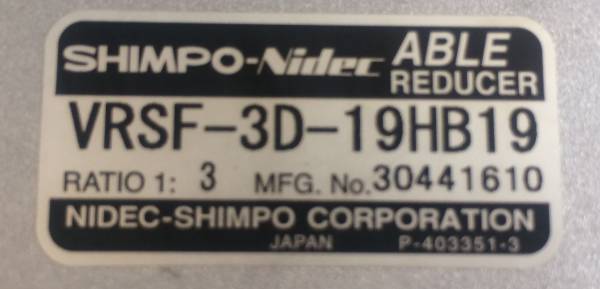 SHIMPO-Nidec ABLE
REDUCER
VRSF-3D-19HB19
RATIO 1: 3 MFG. No. 30441610
NIDEC-SHIMPO CORPORATION
JAPAN P-403351-3